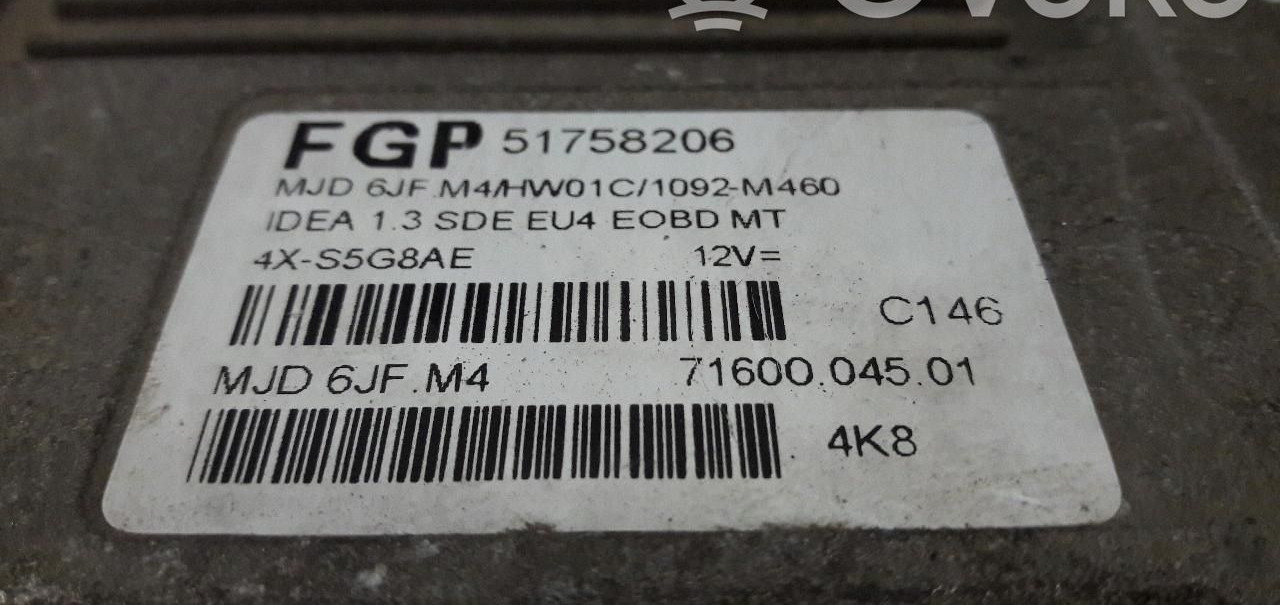 FGP 51758206
MJD 6JF.M4/HW01C/1092-M460
IDEA 1.3 SDE EU4 EOBD MT
4X-S5G8AE 12V=
C146
MJD 6JF.M4 71600.045.01
4K8